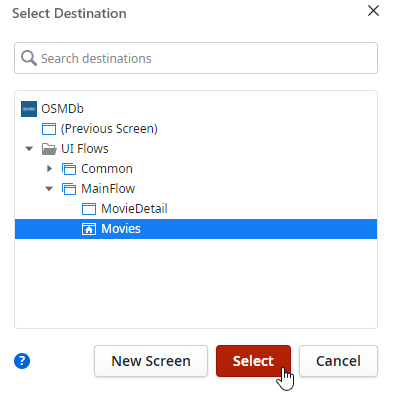 Select Destination
Search destinations
OSMDb
(Previous Screen)
UI Flows
Common
MainFlow
MovieDetail
Movies
?
New Screen
Select
Cancel